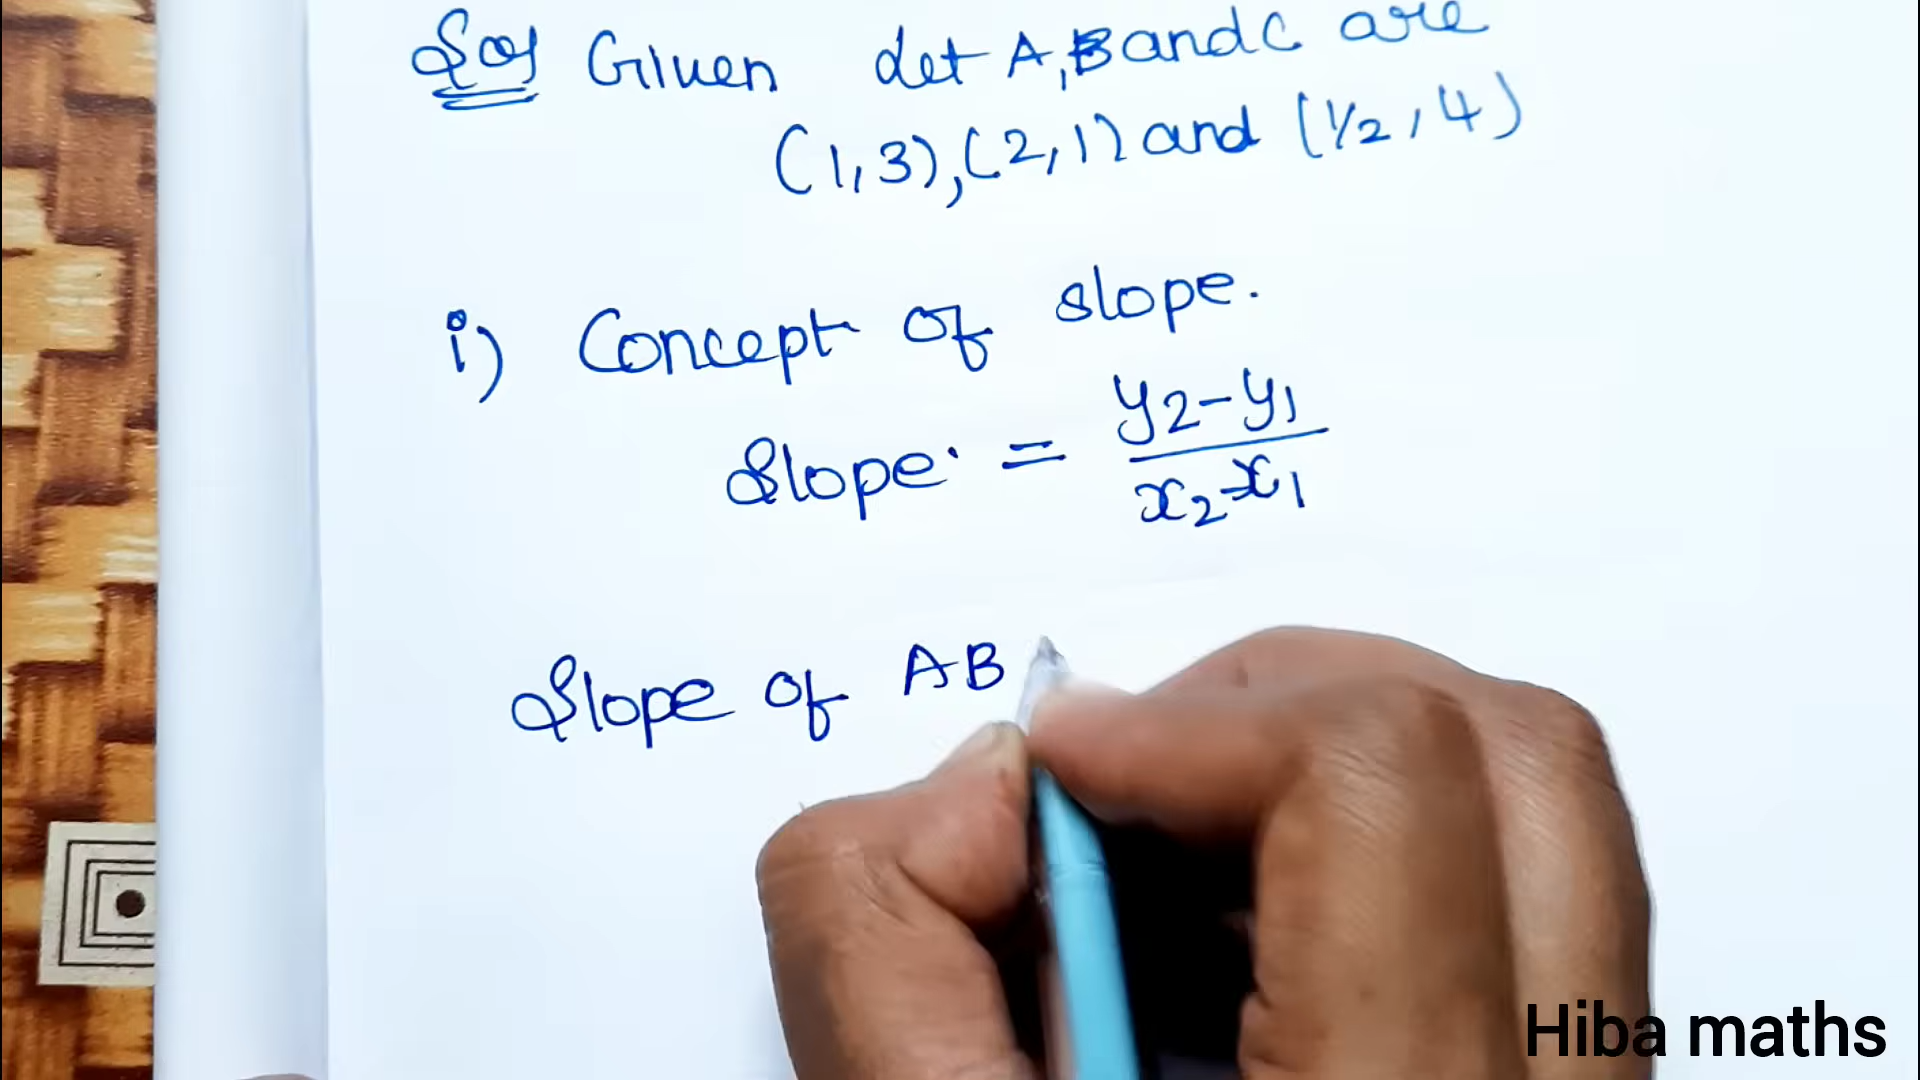 Sol Given Let A,B and C are
(1,3),(2,1) and (1/2,4)
i) Concept of slope.
Slope = y2-y1/x2-x1
Slope of AB
Hiba maths